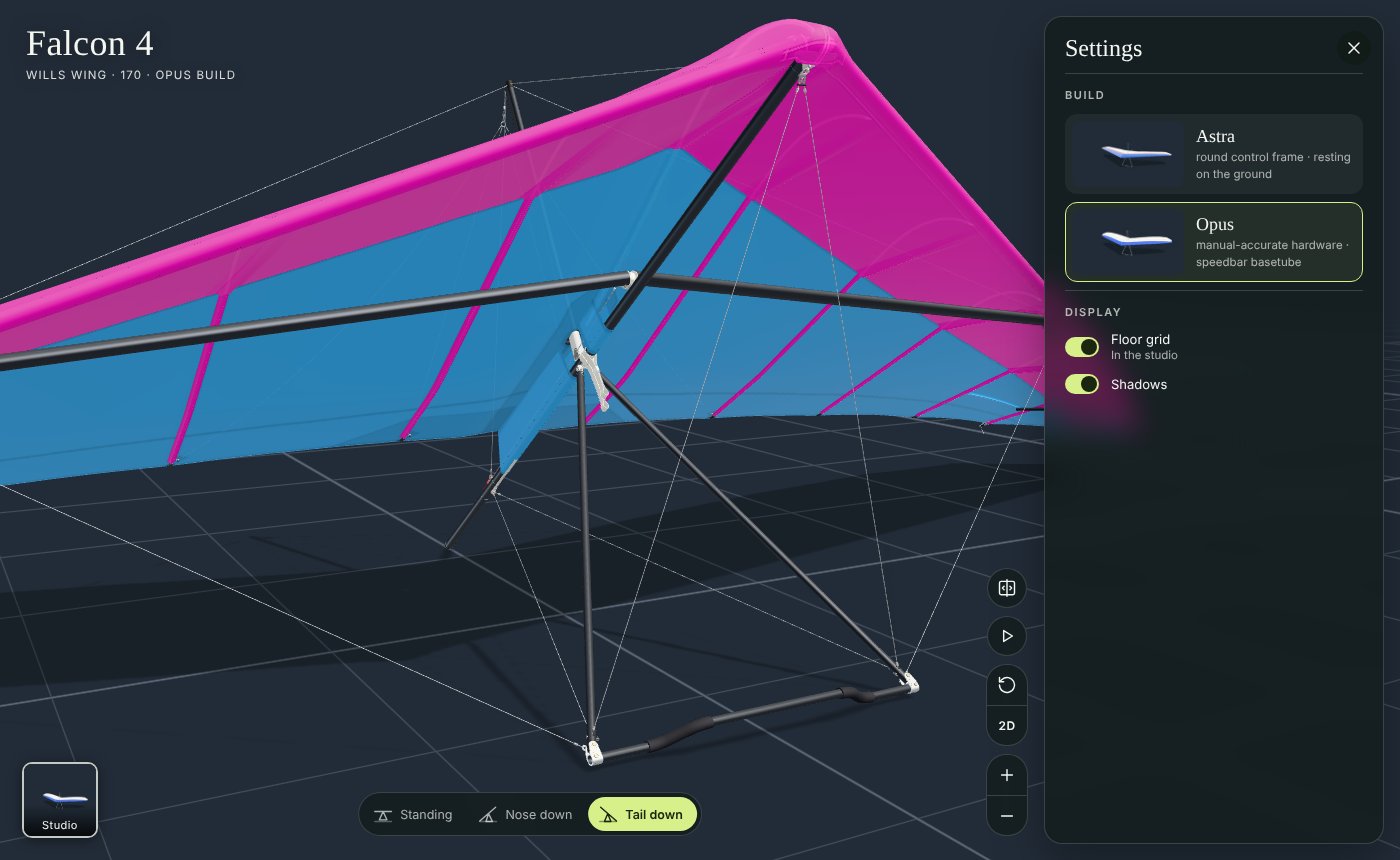 Falcon 4
WILLS WING · 170 · OPUS BUILD
Settings
BUILD
Astra
round control frame · resting
on the ground
Opus
manual-accurate hardware ·
speedbar basetube
DISPLAY
Floor grid
In the studio
Shadows
2D
Studio
Standing
Nose down
Tail down